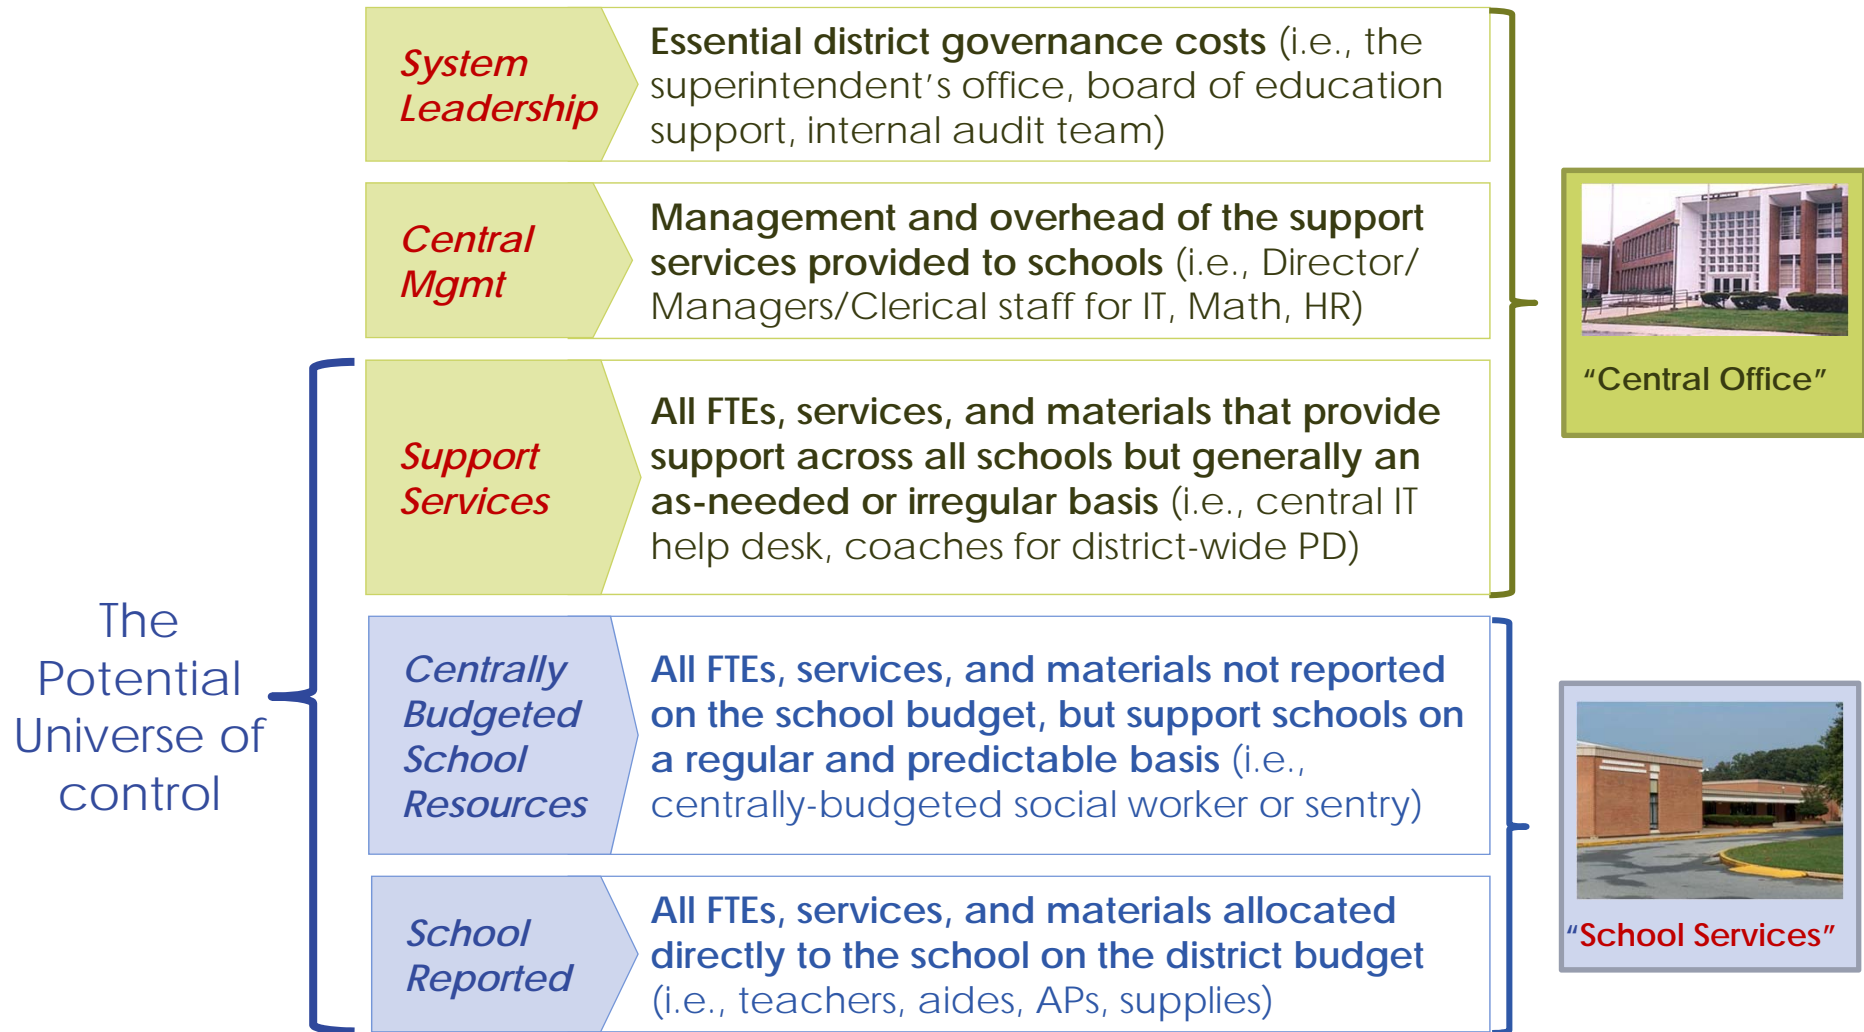 System
Leadership
Essential district governance costs (i.e., the
superintendent's office, board of education
support, internal audit team)
Central
Mgmt
Management and overhead of the support
services provided to schools (i.e., Director/
Managers/Clerical staff for IT, Math, HR)
"Central Office"
Support
Services
All FTEs, services, and materials that provide
support across all schools but generally an
as-needed or irregular basis (i.e., central IT
help desk, coaches for district-wide PD)
The
Potential
Universe of
control
Centrally
Budgeted
School
Resources
All FTEs, services, and materials not reported
on the school budget, but support schools on
a regular and predictable basis (i.e.,
centrally-budgeted social worker or sentry)
"School Services"
School
Reported
All FTEs, services, and materials allocated
directly to the school on the district budget
(i.e., teachers, aides, APs, supplies)